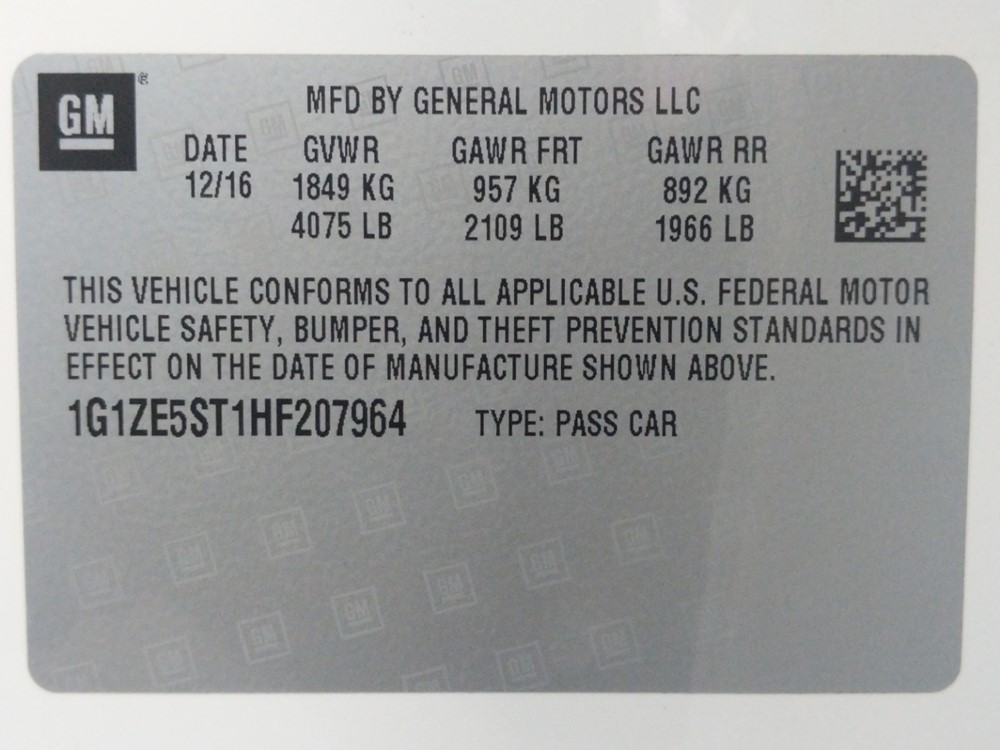 GM®
MFD BY GENERAL MOTORS LLC
DATE GVWR GAWR FRT GAWR RR
12/16 1849 KG 957 KG 892 KG
4075 LB 2109 LB 1966 LB
THIS VEHICLE CONFORMS TO ALL APPLICABLE U.S. FEDERAL MOTOR
VEHICLE SAFETY, BUMPER, AND THEFT PREVENTION STANDARDS IN
EFFECT ON THE DATE OF MANUFACTURE SHOWN ABOVE.
1G1ZE5ST1HF207964 TYPE: PASS CAR